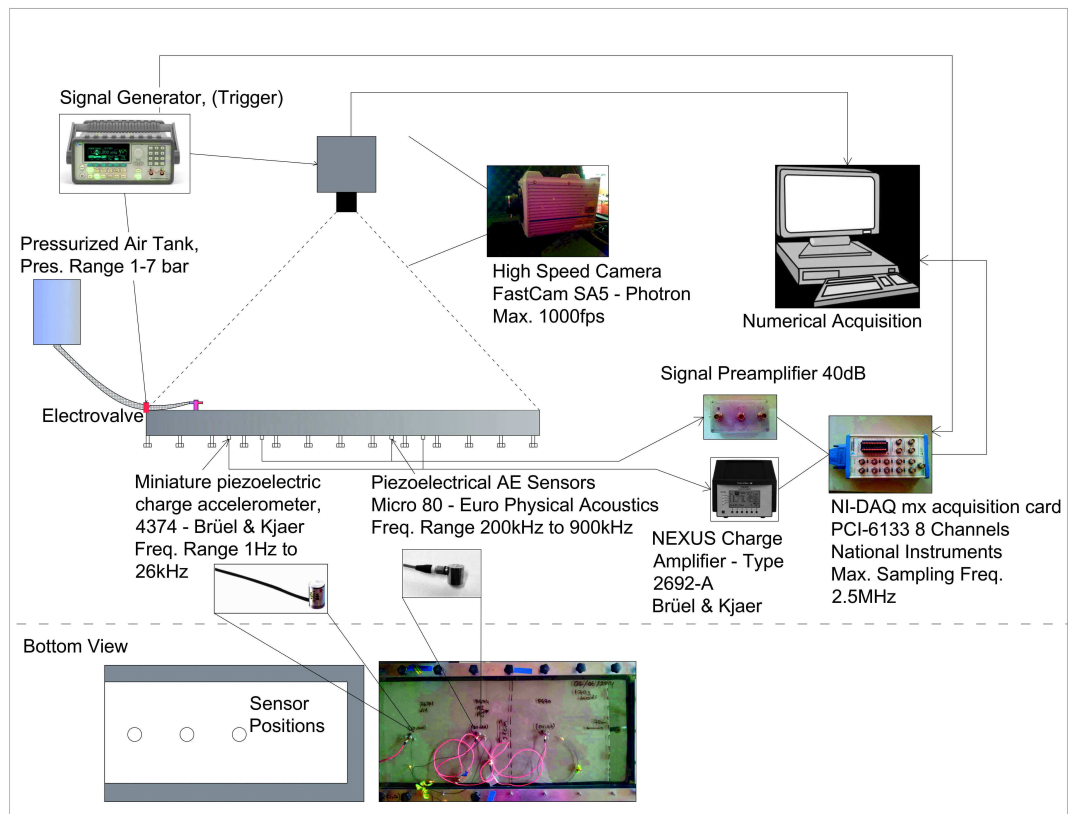 Signal Generator, (Trigger)
Pressurized Air Tank,
Pres. Range 1-7 bar
High Speed Camera
FastCam SA5 - Photron
Max. 1000fps
Numerical Acquisition
Signal Preamplifier 40dB
Electrovalve
Miniature piezoelectric
charge accelerometer,
4374 - Brüel & Kjaer
Freq. Range 1Hz to
26kHz
Piezoelectrical AE Sensors
Micro 80 - Euro Physical Acoustics
Freq. Range 200kHz to 900kHz
NEXUS Charge
Amplifier - Type
2692-A
Brüel & Kjaer
NI-DAQ mx acquisition card
PCI-6133 8 Channels
National Instruments
Max. Sampling Freq.
2.5MHz
Bottom View
Sensor
Positions